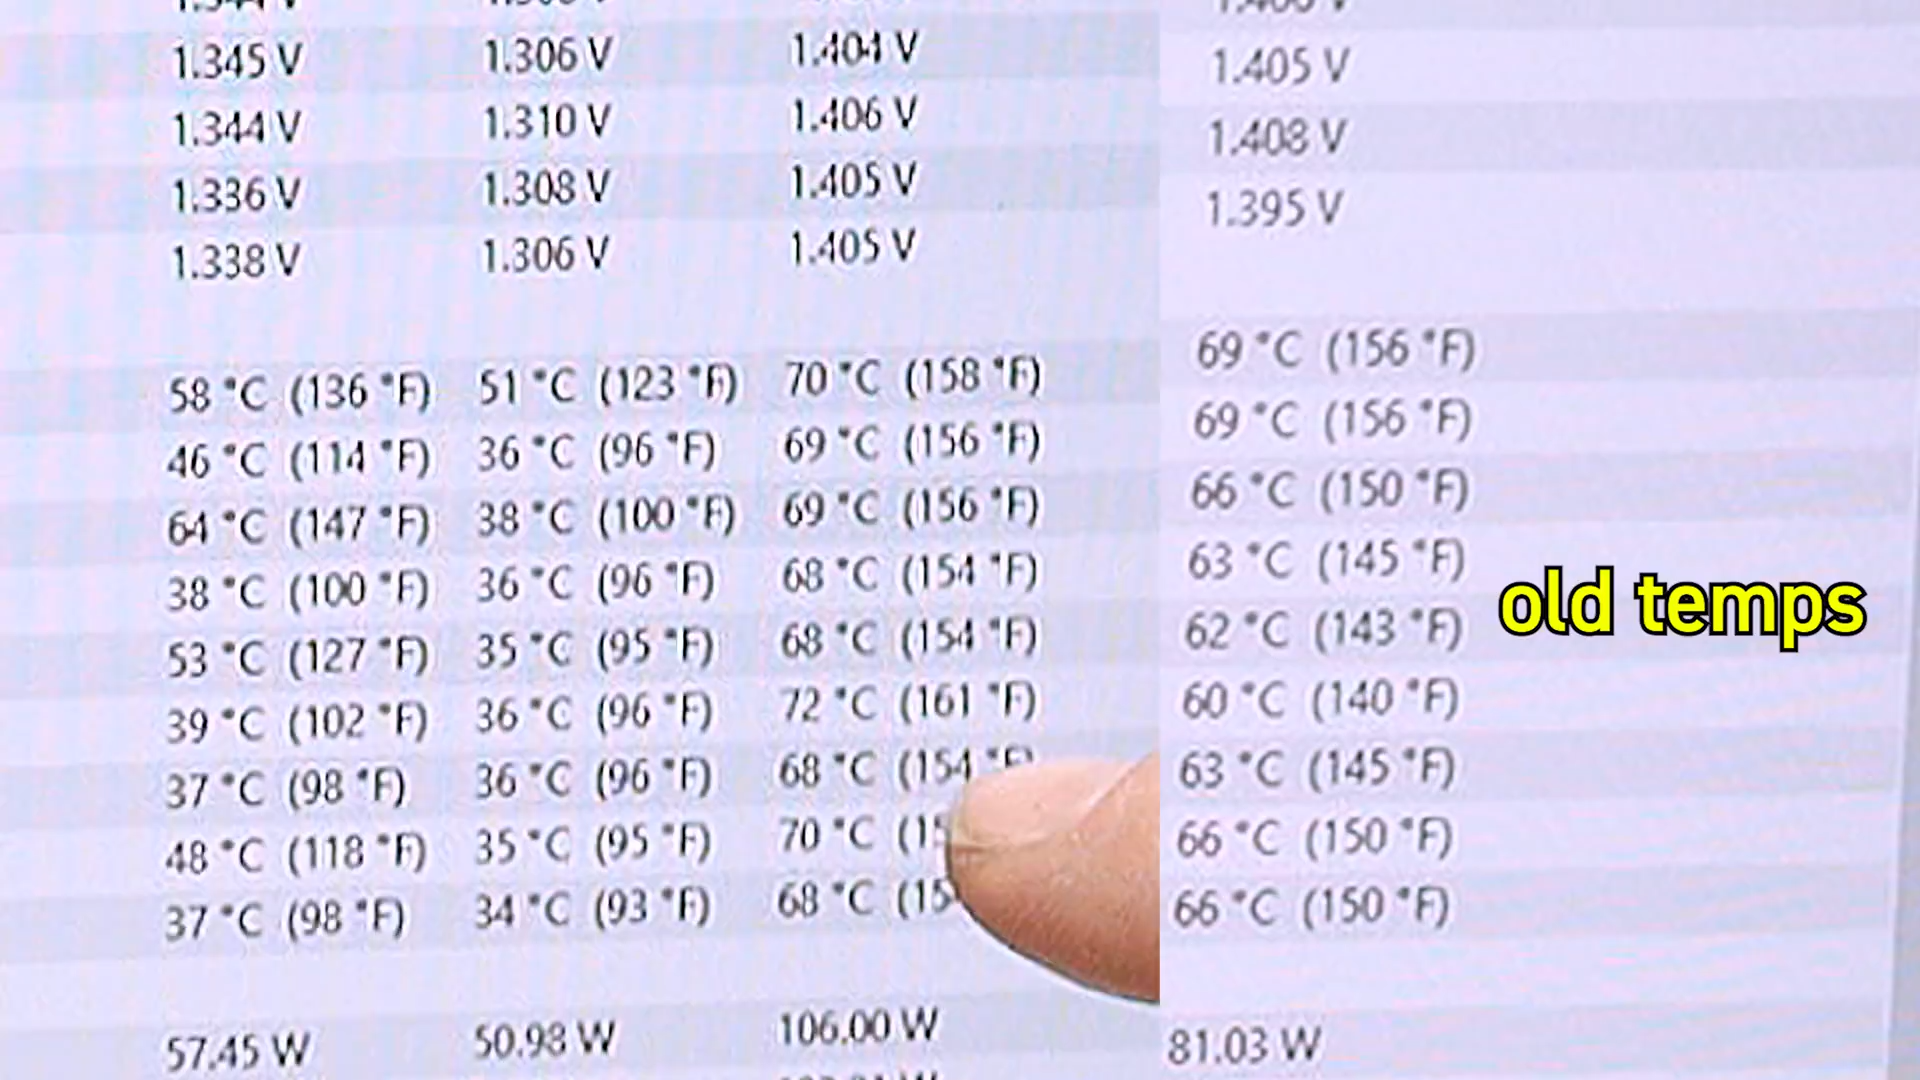 1.345 V 1.306 V 1.404 V 1.405 V
1.344 V 1.310 V 1.406 V 1.408 V
1.336 V 1.308 V 1.405 V 1.395 V
1.338 V 1.306 V 1.405 V
58 °C (136 °F) 51 °C (123 °F) 70 °C (158 °F) 69 °C (156 °F)
46 °C (114 °F) 36 °C (96 °F) 69 °C (156 °F) 69 °C (156 °F)
64 °C (147 °F) 38 °C (100 °F) 69 °C (156 °F) 66 °C (150 °F)
38 °C (100 °F) 36 °C (96 °F) 68 °C (154 °F) 63 °C (145 °F)
old temps
53 °C (127 °F) 35 °C (95 °F) 68 °C (154 °F) 62 °C (143 °F)
39 °C (102 °F) 36 °C (96 °F) 72 °C (161 °F) 60 °C (140 °F)
37 °C (98 °F) 36 °C (96 °F) 68 °C (154 °F) 63 °C (145 °F)
48 °C (118 °F) 35 °C (95 °F) 70 °C 66 °C (150 °F)
37 °C (98 °F) 34 °C (93 °F) 68 °C 66 °C (150 °F)
57.45 W 50.98 W 106.00 W 81.03 W